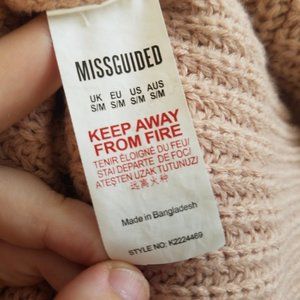 MISSGUIDED
UK EU US AUS
S/M S/M S/M S/M
KEEP AWAY
FROM FIRE
TENIR ÉLOIGNÉ DU FEU/
STAI DEPARTE DE FOC/
ATEŞTEN UZAK TUTUNUZ/
远离火种
Made in Bangladesh
STYLE NO: K2224469